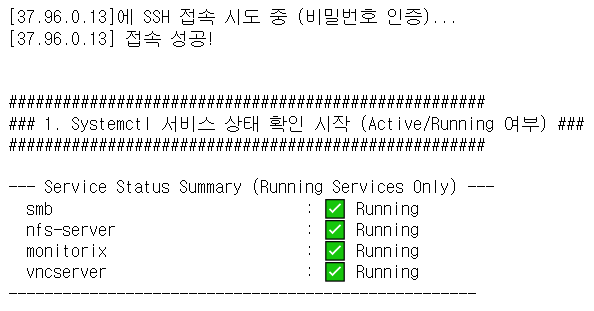 [37.96.0.13]에 SSH 접속 시도 중 (비밀번호 인증)...
[37.96.0.13] 접속 성공!
####################################################
### 1. Systemctl 서비스 상태 확인 시작 (Active/Running 여부) ###
####################################################
--- Service Status Summary (Running Services Only) ---
smb : ✅ Running
nfs-server : ✅ Running
monitorix : ✅ Running
vncserver : ✅ Running
----------------------------------------------------